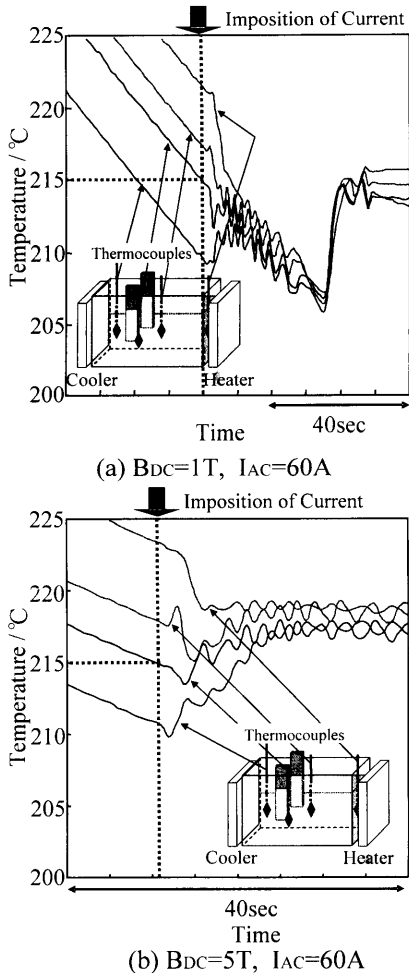 Imposition of Current
225
220
215
210
205
200
Temperature / °C
Thermocouples
Cooler
Heater
40sec
Time
(a) BDC=1T, IAC=60A
Imposition of Current
225
220
215
210
205
200
Temperature / °C
Thermocouples
Cooler
Heater
40sec
Time
(b) BDC=5T, IAC=60A